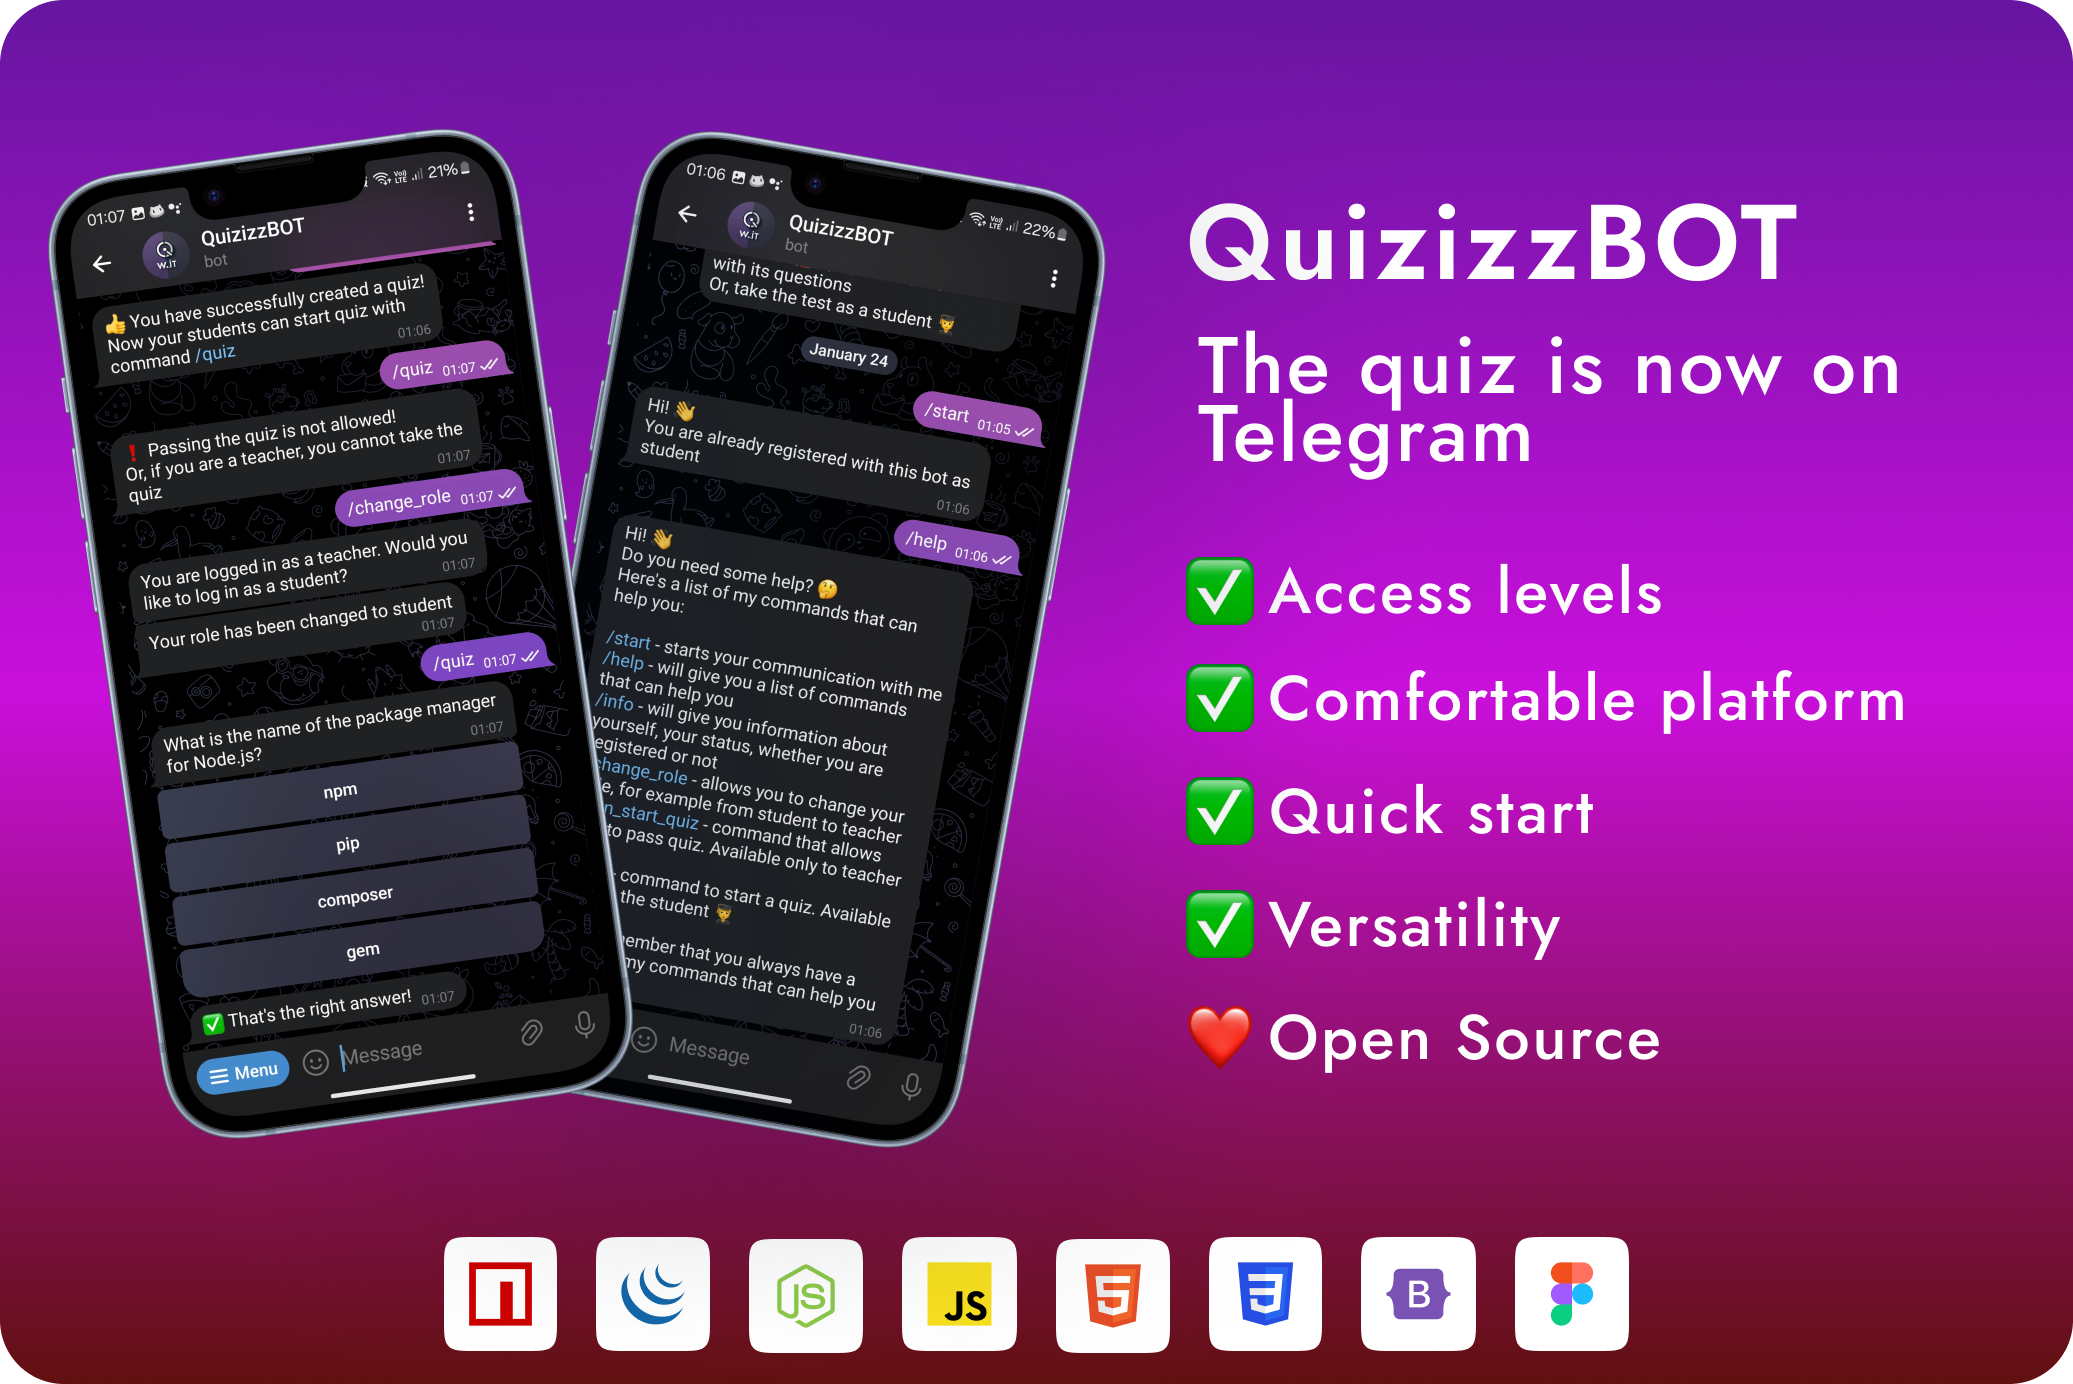 01:07
Voj) LTE
21%
QuizizzBOT
bot
👍 You have successfully created a quiz!
Now your students can start quiz with
command /quiz
01:06
/quiz 01:07
❗ Passing the quiz is not allowed!
Or, if you are a teacher, you cannot take the
quiz
01:07
/change_role 01:07
You are logged in as a teacher. Would you
like to log in as a student?
01:07
Your role has been changed to student
01:07
/quiz 01:07
What is the name of the package manager
for Node.js?
01:07
npm
pip
composer
gem
✅ That's the right answer! 01:07
Menu
Message
01:06
Voj) LTE
22%
W.iT
QuizizzBOT
bot
with its questions
Or, take the test as a student 👨‍🎓
January 24
/start 01:05
Hi! 👋
You are already registered with this bot as
student
01:06
/help 01:06
Hi! 👋
Do you need some help? 🤔
Here's a list of my commands that can
help you:
/start - starts your communication with me
/help - will give you a list of commands
that can help you
/info - will give you information about
yourself, your status, whether you are
egistered or not
change_role - allows you to change your
e, for example from student to teacher
n_start_quiz - command that allows
to pass quiz. Available only to teacher
- command to start a quiz. Available
the student 👨‍🎓
ember that you always have a
my commands that can help you
01:06
Message
QuizizzBOT
The quiz is now on
Telegram
✅ Access levels
✅ Comfortable platform
✅ Quick start
✅ Versatility
❤️ Open Source
JS
JS
5
3
B